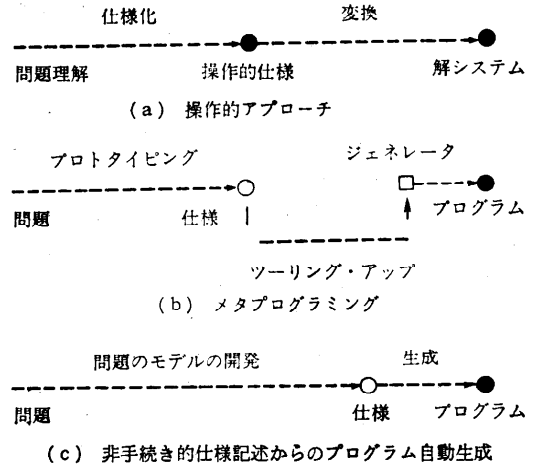 仕様化 変換
問題理解 操作的仕様 解システム
(a) 操作的アプローチ
プロトタイピング ジェネレータ
問題 仕様 プログラム
ツーリング・アップ
(b) メタプログラミング
問題のモデルの開発 生成
問題 仕様 プログラム
(c) 非手続き的仕様記述からのプログラム自動生成